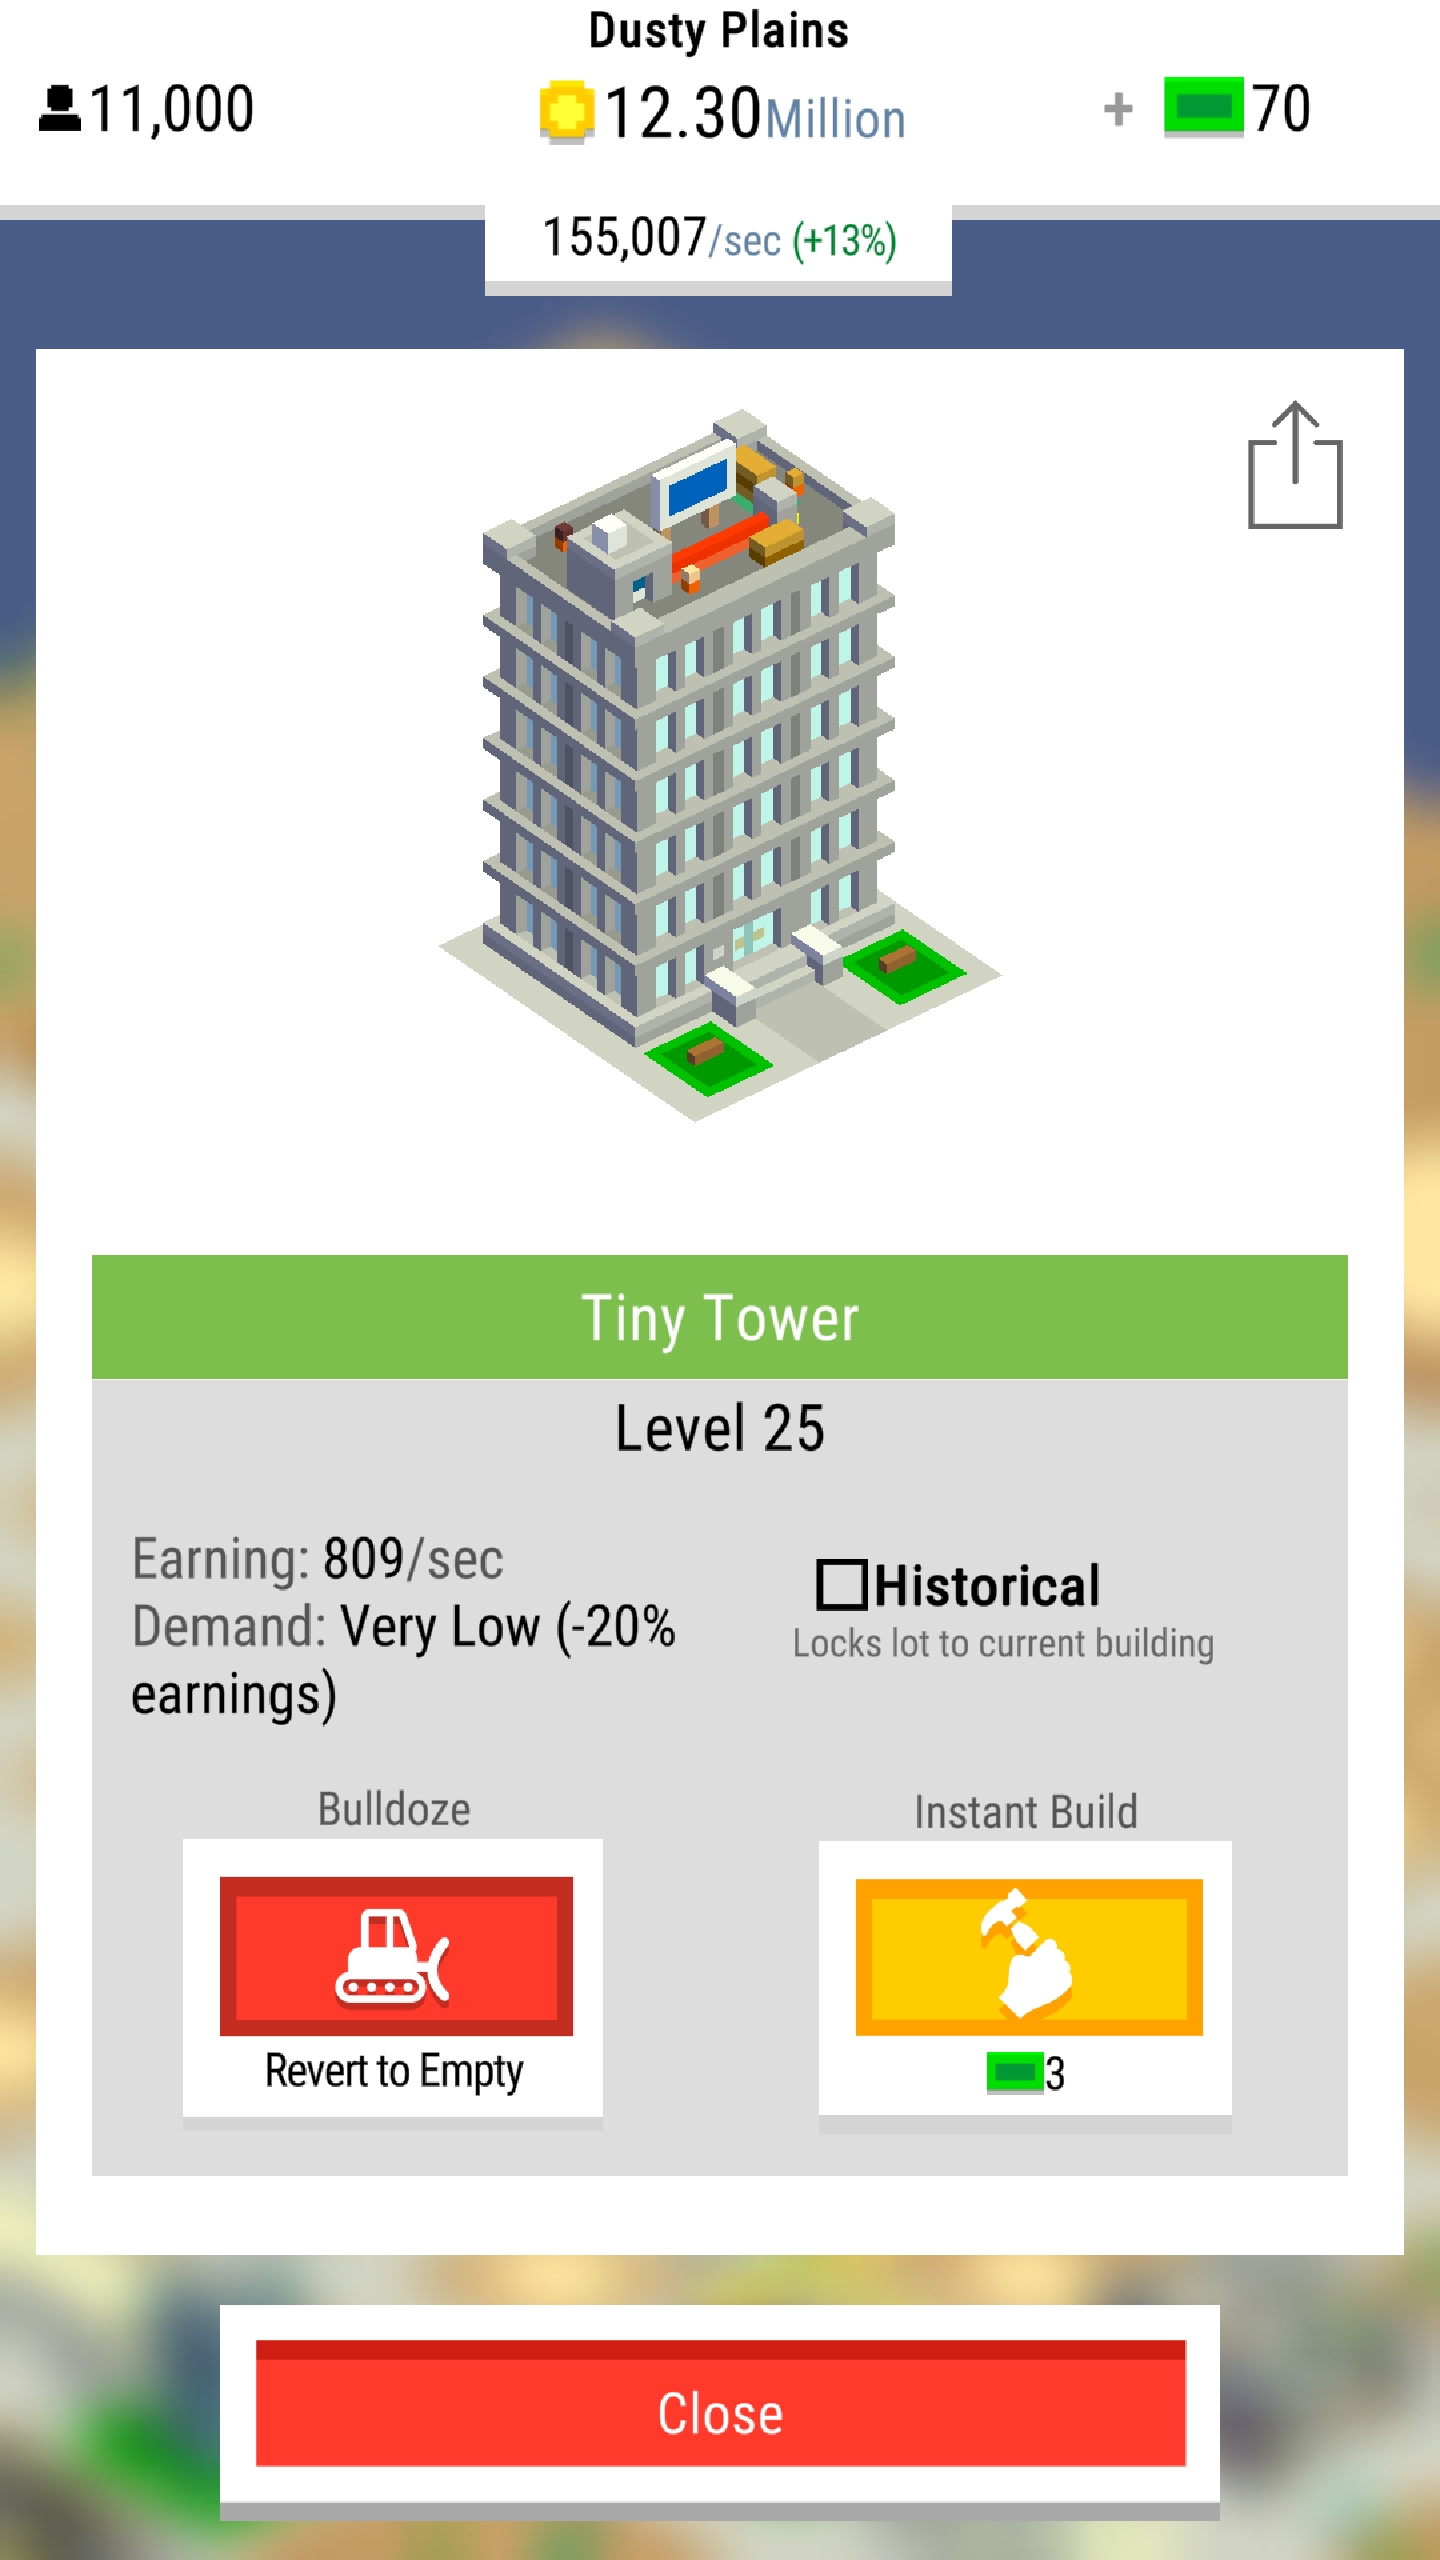 Dusty Plains
11,000
12.30Million
+ 70
155,007/sec (+13%)
Tiny Tower
Level 25
Earning: 809/sec
Demand: Very Low (-20%
earnings)
Historical
Locks lot to current building
Bulldoze
Revert to Empty
Instant Build
3
Close